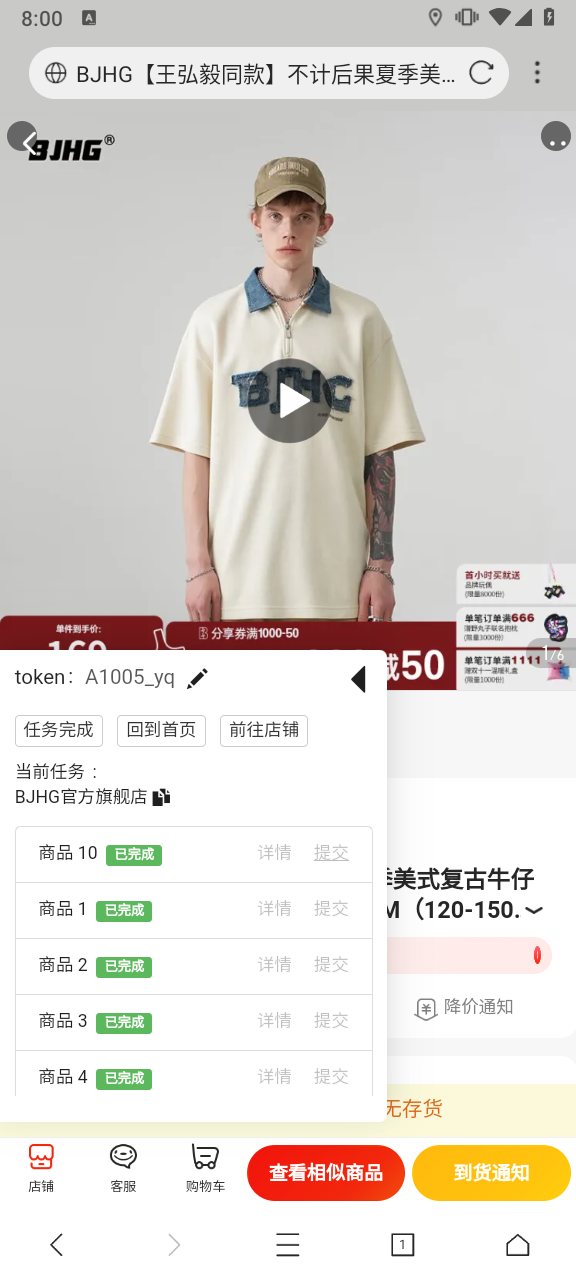 8:00
A
BJHG【王弘毅同款】不计后果夏季美...
BJHG®
BJHG
首小时买就送
品牌玩偶
(限量8000份)
单笔订单满666
(限量3000份)
单笔订单满1111
薄双十一温暖礼盒
(限量1000份)
单件到手价:
分享券满1000-50
减50
1/6
token: A1005_yq
任务完成
回到首页
前往店铺
当前任务 :
BJHG官方旗舰店
商品 10 已完成 详情 提交
商品 1 已完成 详情 提交
商品 2 已完成 详情 提交
商品 3 已完成 详情 提交
商品 4 已完成 详情 提交
季美式复古牛仔
M（120-150.
降价通知
无存货
店铺
客服
购物车
查看相似商品
到货通知
1